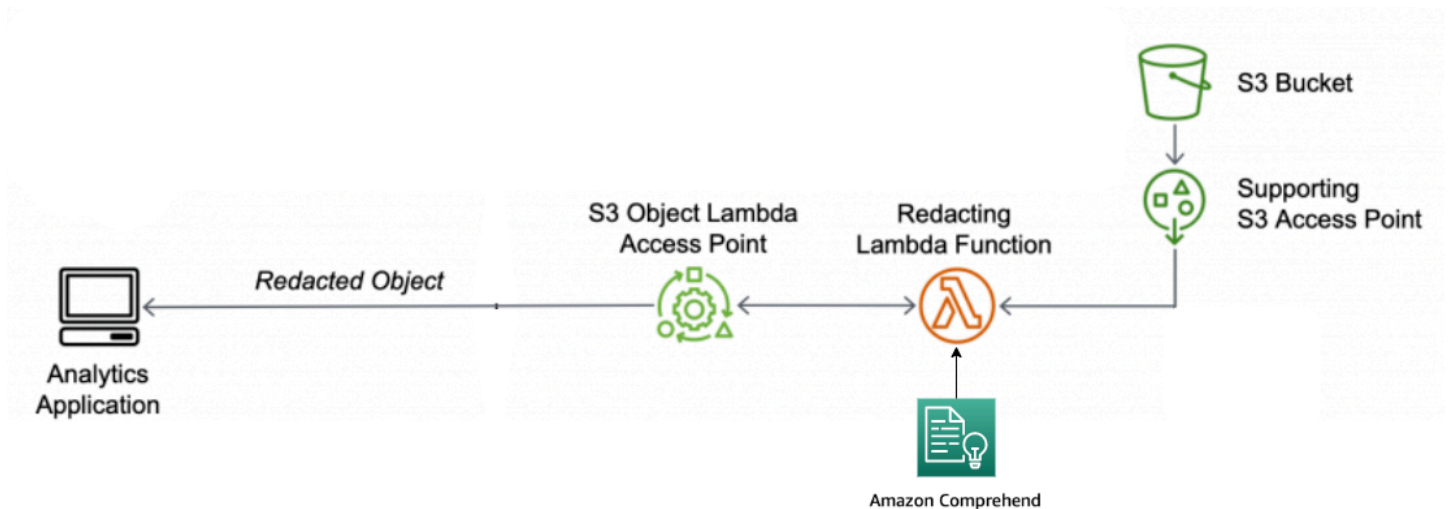 S3 Bucket
Supporting
S3 Access Point
S3 Object Lambda
Access Point
Redacting
Lambda Function
Redacted Object
Analytics
Application
Amazon Comprehend